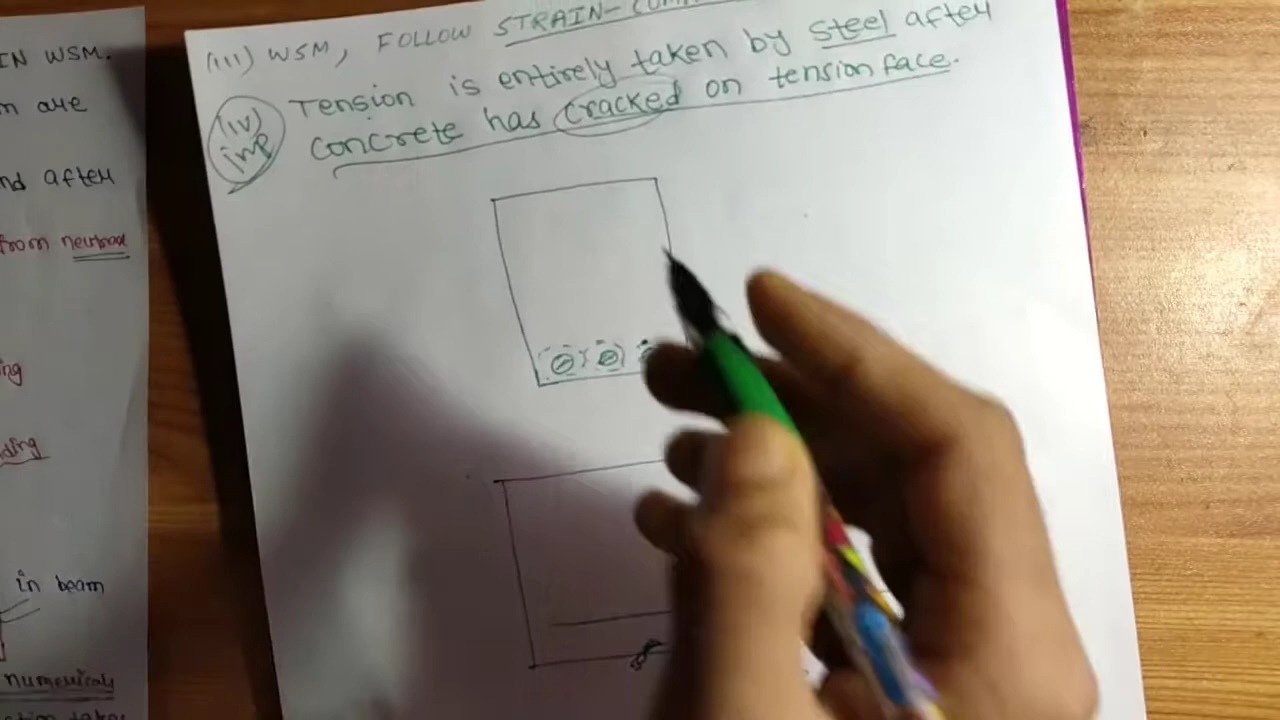 IN WSM.
are
nd after
from neutral
ng
ding
in beam
numericals
(iii) WSM, FOLLOW STRAIN-
(iv) Tension is entirely taken by steel after
imp concrete has cracked on tension face.